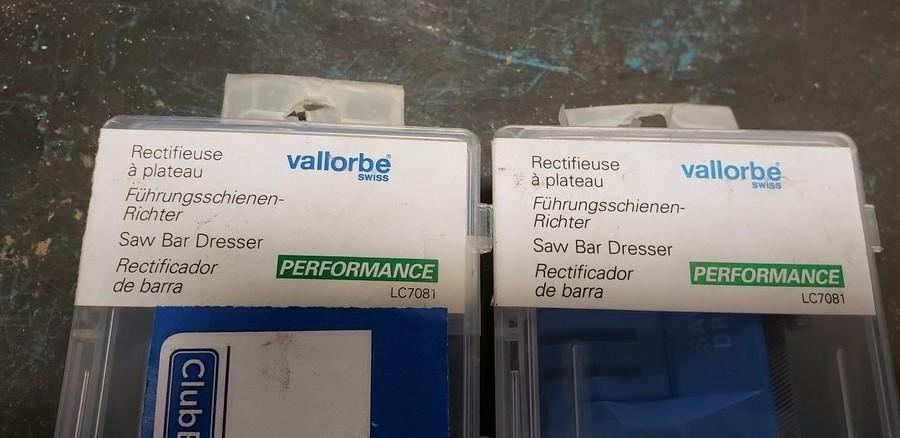 Rectifieuse
à plateau
vallorbe®
swiss
Führungsschienen-
Richter
Saw Bar Dresser
Rectificador
de barra
PERFORMANCE
LC7081
Rectifieuse
à plateau
vallorbe®
swiss
Führungsschienen-
Richter
Saw Bar Dresser
Rectificador
de barra
PERFORMANCE
LC7081